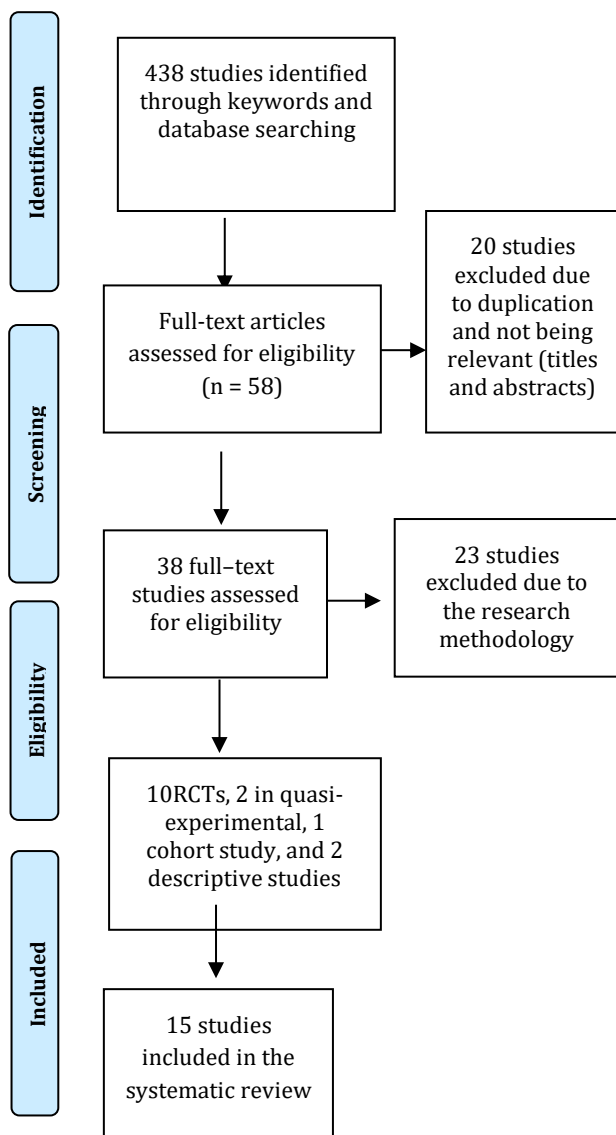 Identification
438 studies identified
through keywords and
database searching
20 studies
excluded due
to duplication
and not being
relevant (titles
and abstracts)
Full-text articles
assessed for eligibility
(n = 58)
Screening
38 full–text
studies assessed
for eligibility
23 studies
excluded due to
the research
methodology
Eligibility
10RCTs, 2 in quasi-
experimental, 1
cohort study, and 2
descriptive studies
Included
15 studies
included in the
systematic review